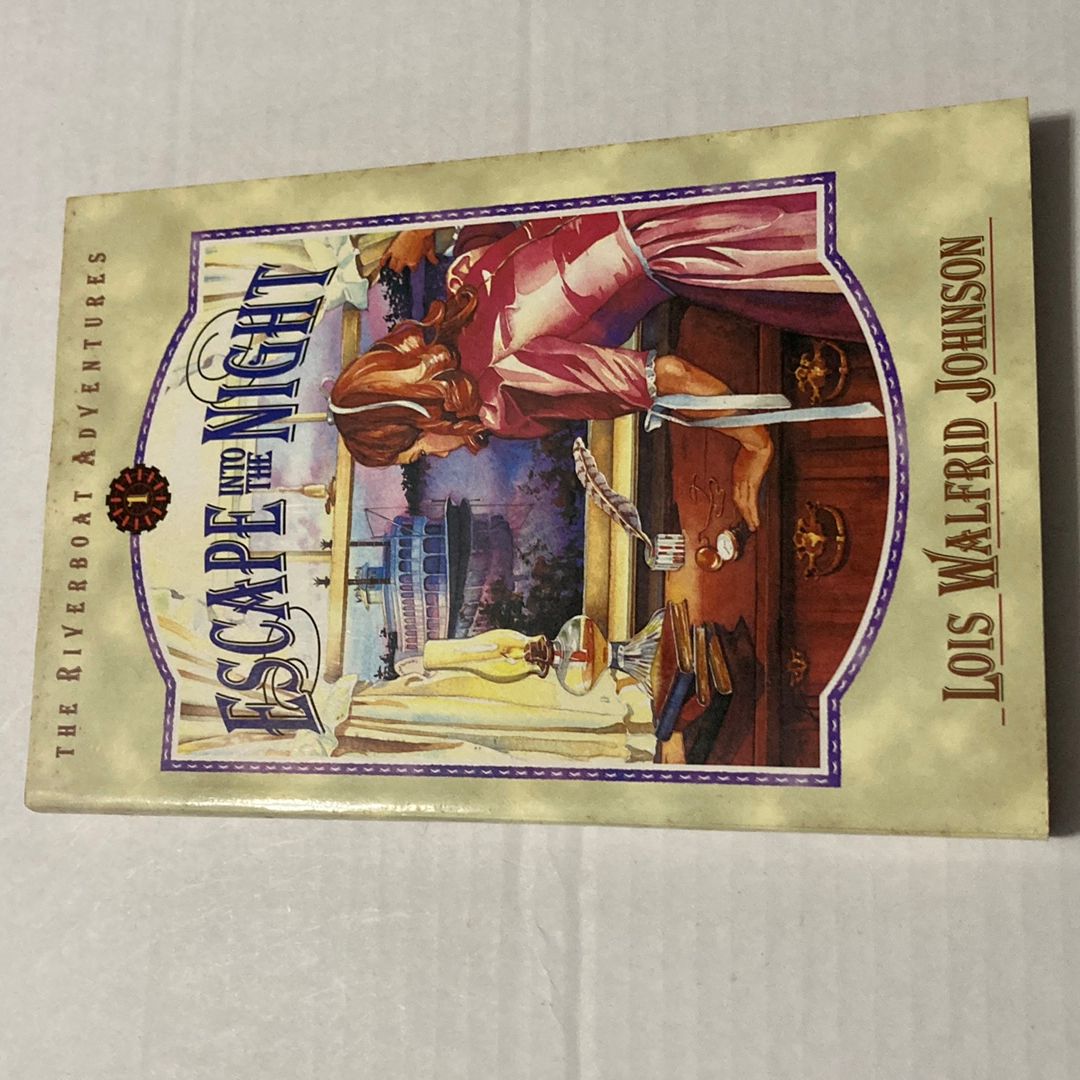 THE RIVERBOAT ADVENTURES
1
ESCAPE INTO THE NIGHT
LOIS WALFRID JOHNSON